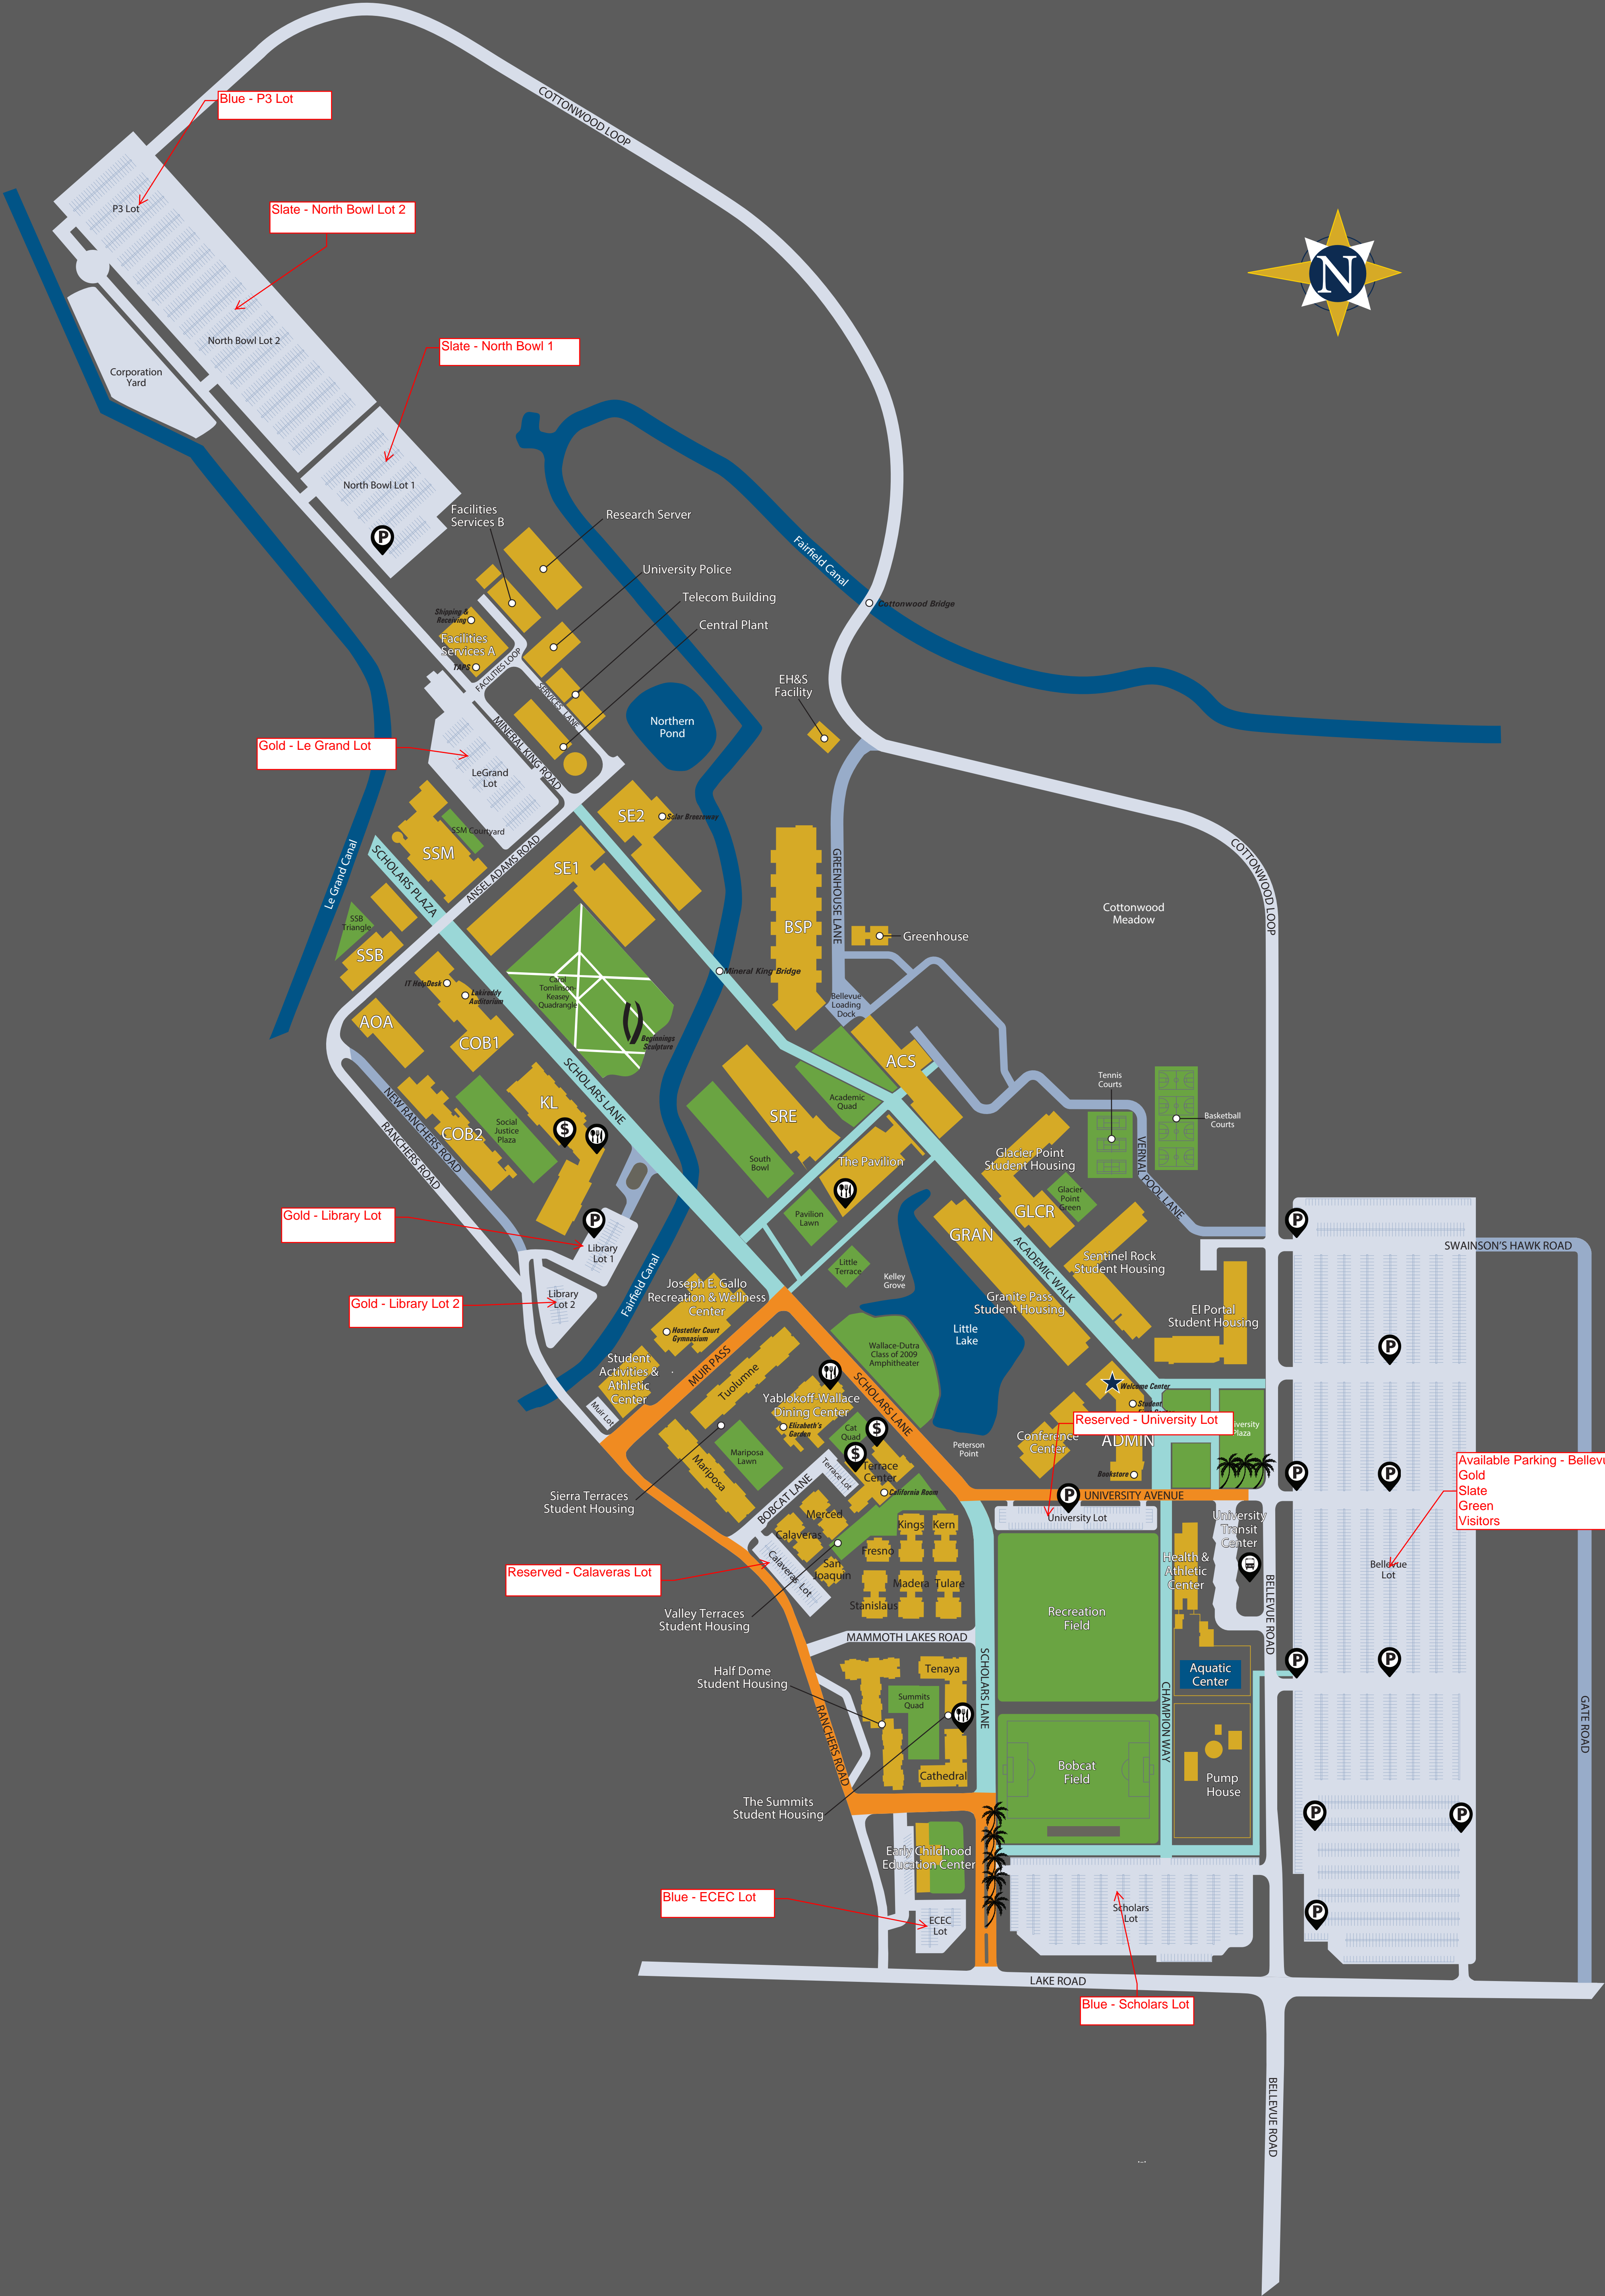 COTTONWOOD LOOP
Blue - P3 Lot
P3 Lot
Slate - North Bowl Lot 2
N
North Bowl Lot 2
Slate - North Bowl 1
Corporation
Yard
North Bowl Lot 1
P
Facilities
Services B
Research Server
University Police
Telecom Building
Central Plant
Fairfield Canal
Cottonwood Bridge
Shipping &
Receiving
Facilities
Services A
TAPS
FACILITIES LOOP
SERVICES LANE
MINERAL KING ROAD
EH&S
Facility
Northern
Pond
Gold - Le Grand Lot
LeGrand
Lot
SE2
Solar Breezeway
SSM Courtyard
SSM
SCHOLARS PLAZA
ANSEL ADAMS ROAD
SE1
Le Grand Canal
GREENHOUSE LANE
COTTONWOOD LOOP
Cottonwood
Meadow
SSB
Triangle
SSB
BSP
Greenhouse
IT HelpDesk
Lakireddy
Auditorium
Carol
Tomlinson-
Keasey
Quadrangle
Mineral King Bridge
Bellevue
Loading
Dock
AOA
COB1
Beginnings
Sculpture
ACS
SCHOLARS LANE
KL
Tennis
Courts
Basketball
Courts
NEW RANCHERS ROAD
RANCHERS ROAD
COB2
Social
Justice
Plaza
$
SRE
Academic
Quad
South
Bowl
The Pavilion
Glacier Point
Student Housing
VERNAL POOL LANE
Glacier
Point
Green
GLCR
Pavilion
Lawn
Gold - Library Lot
P
Library
Lot 1
GRAN
ACADEMIC WALK
Sentinel Rock
Student Housing
P
SWAINSON'S HAWK ROAD
Little
Terrace
Kelley
Grove
Gold - Library Lot 2
Library
Lot 2
Fairfield Canal
Joseph E. Gallo
Recreation & Wellness
Center
Hostetler Court
Gymnasium
Granite Pass
Student Housing
El Portal
Student Housing
Little
Lake
Wallace-Dutra
Class of 2009
Amphitheater
P
Student
Activities &
Athletic
Center
Muir Lot
MUIR PASS
Tuolumne
SCHOLARS LANE
Yablokoff-Wallace
Dining Center
Elizabeth's
Garden
Welcome Center
Student
Reserved - University Lot
University
Plaza
Cat
Quad
$
$
Mariposa
Mariposa
Lawn
Peterson
Point
Conference
Center
ADMIN
Bookstore
Terrace Lot
Terrace
Center
California Room
Available Parking - Bellevu
Gold
Slate
Green
Visitors
P
P
Sierra Terraces
Student Housing
BOBCAT LANE
P
UNIVERSITY AVENUE
University Lot
University
Transit
Center
Merced
Calaveras
Kings
Kern
Fresno
San
Joaquin
Health &
Athletic
Center
Bellevue
Lot
Reserved - Calaveras Lot
Calaveras Lot
Madera
Tulare
Stanislaus
BELLEVUE ROAD
Valley Terraces
Student Housing
Recreation
Field
MAMMOTH LAKES ROAD
SCHOLARS LANE
P
P
Half Dome
Student Housing
Tenaya
Aquatic
Center
Summits
Quad
CHAMPION WAY
RANCHERS ROAD
GATE ROAD
Cathedral
Bobcat
Field
Pump
House
The Summits
Student Housing
P
P
Early Childhood
Education Center
Blue - ECEC Lot
ECEC
Lot
Scholars
Lot
P
LAKE ROAD
Blue - Scholars Lot
BELLEVUE ROAD